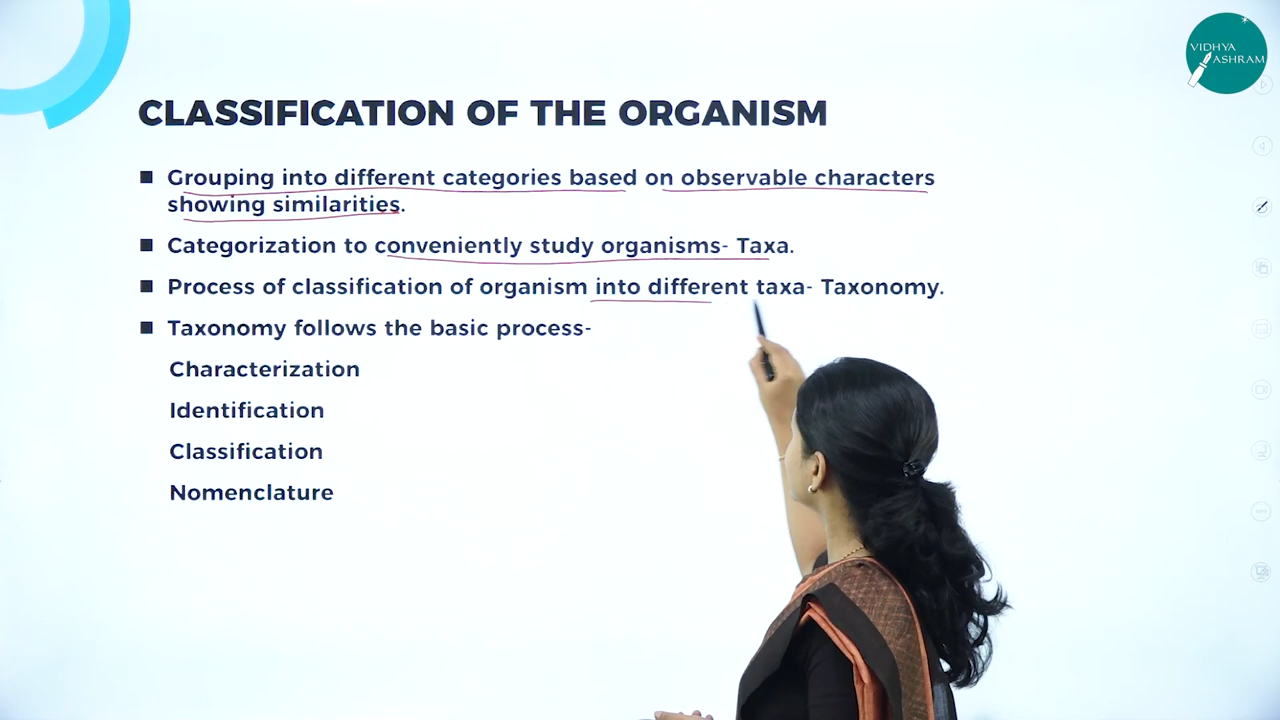 VIDHYA
ASHRAM
CLASSIFICATION OF THE ORGANISM
■ Grouping into different categories based on observable characters
showing similarities.
■ Categorization to conveniently study organisms- Taxa.
■ Process of classification of organism into different taxa- Taxonomy.
■ Taxonomy follows the basic process-
Characterization
Identification
Classification
Nomenclature